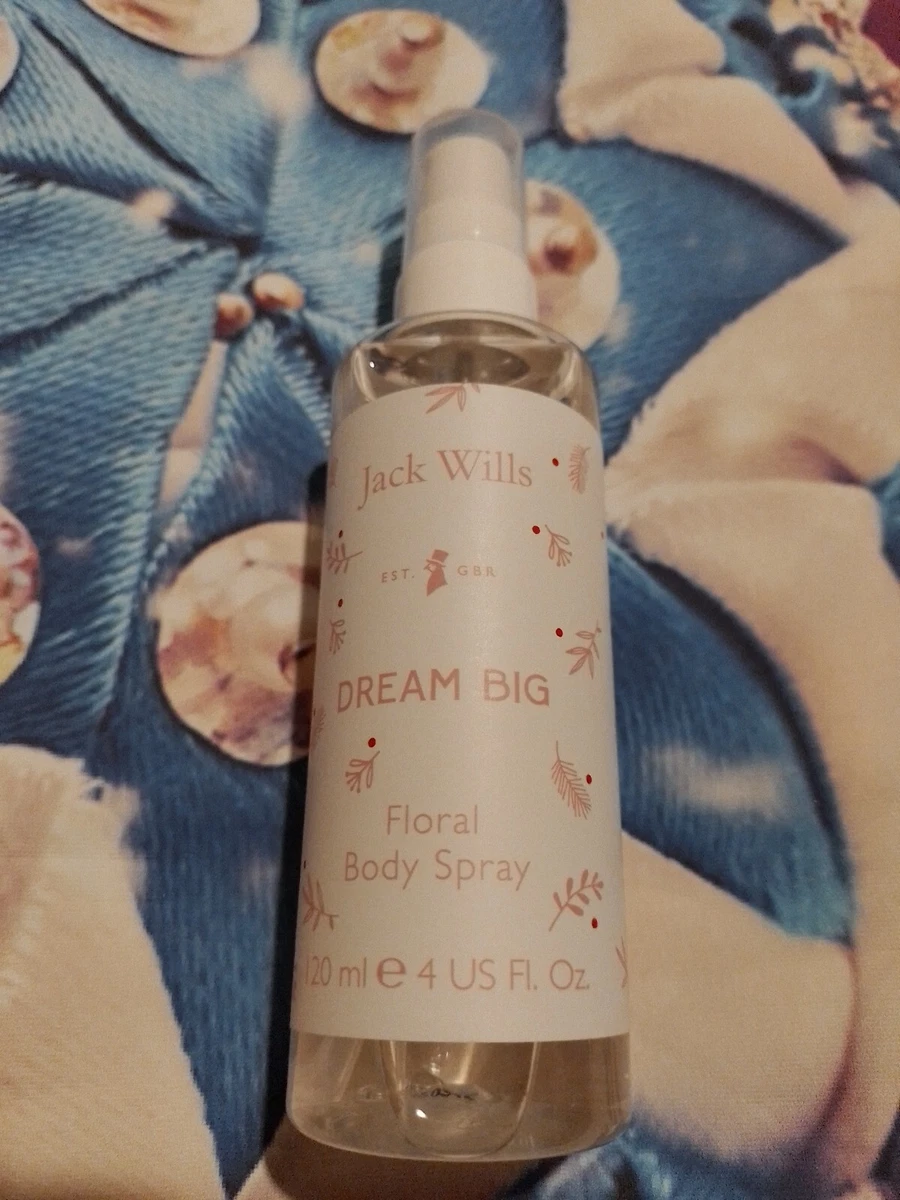 Jack Wills
EST. GBR
DREAM BIG
Floral
Body Spray
120 ml e 4 US Fl. Oz.